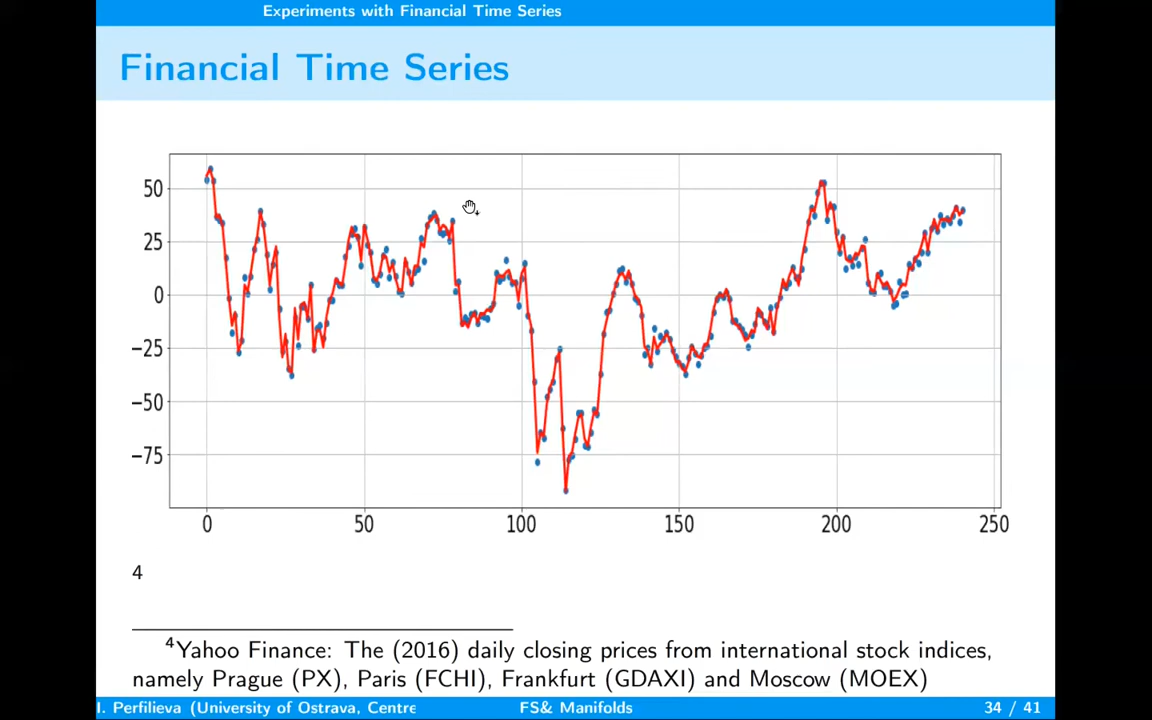 Experiments with Financial Time Series
Financial Time Series
50
25
0
−25
−50
−75
0 50 100 150 200 250
4
4Yahoo Finance: The (2016) daily closing prices from international stock indices,
namely Prague (PX), Paris (FCHI), Frankfurt (GDAXI) and Moscow (MOEX)
I. Perfilieva (University of Ostrava, Centre FS& Manifolds 34 / 41